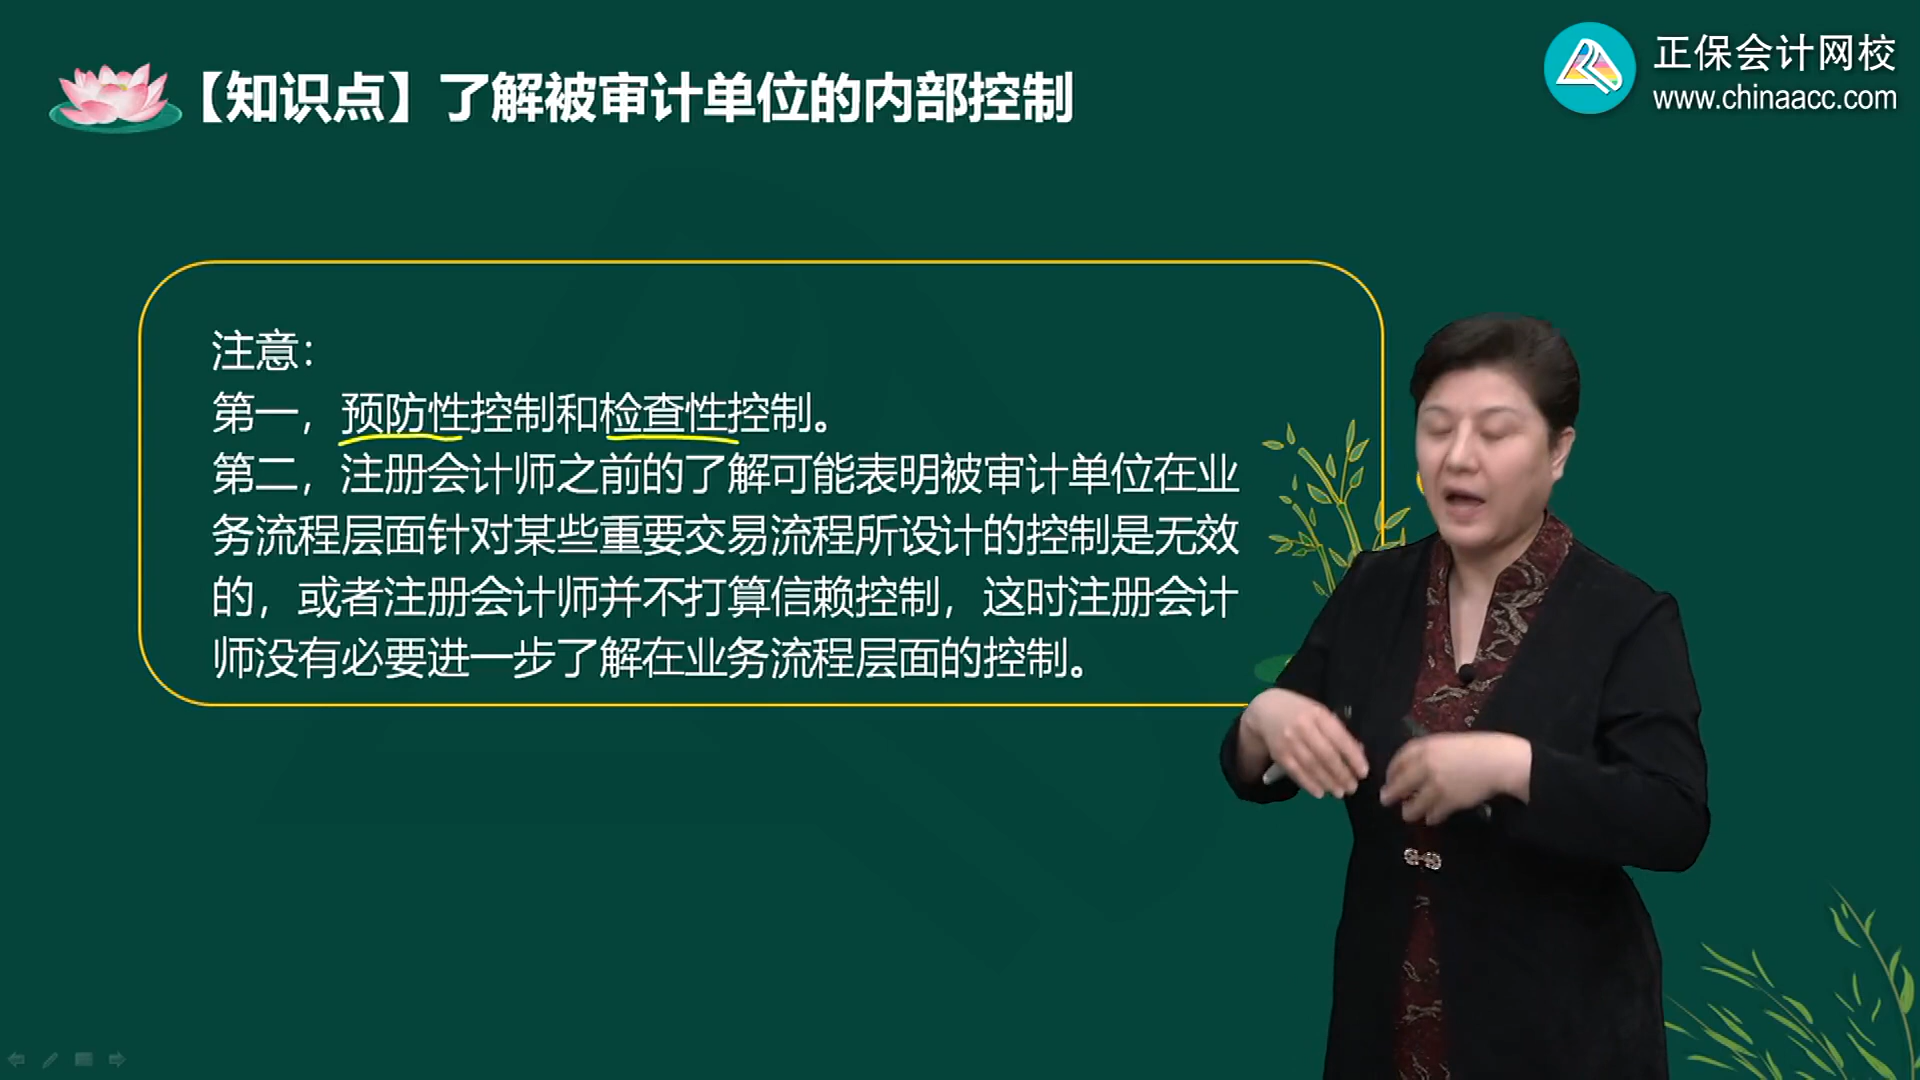 【知识点】了解被审计单位的内部控制
正保会计网校
www.chinaacc.com
注意：
第一，预防性控制和检查性控制。
第二，注册会计师之前的了解可能表明被审计单位在业
务流程层面针对某些重要交易流程所设计的控制是无效
的，或者注册会计师并不打算信赖控制，这时注册会计
师没有必要进一步了解在业务流程层面的控制。